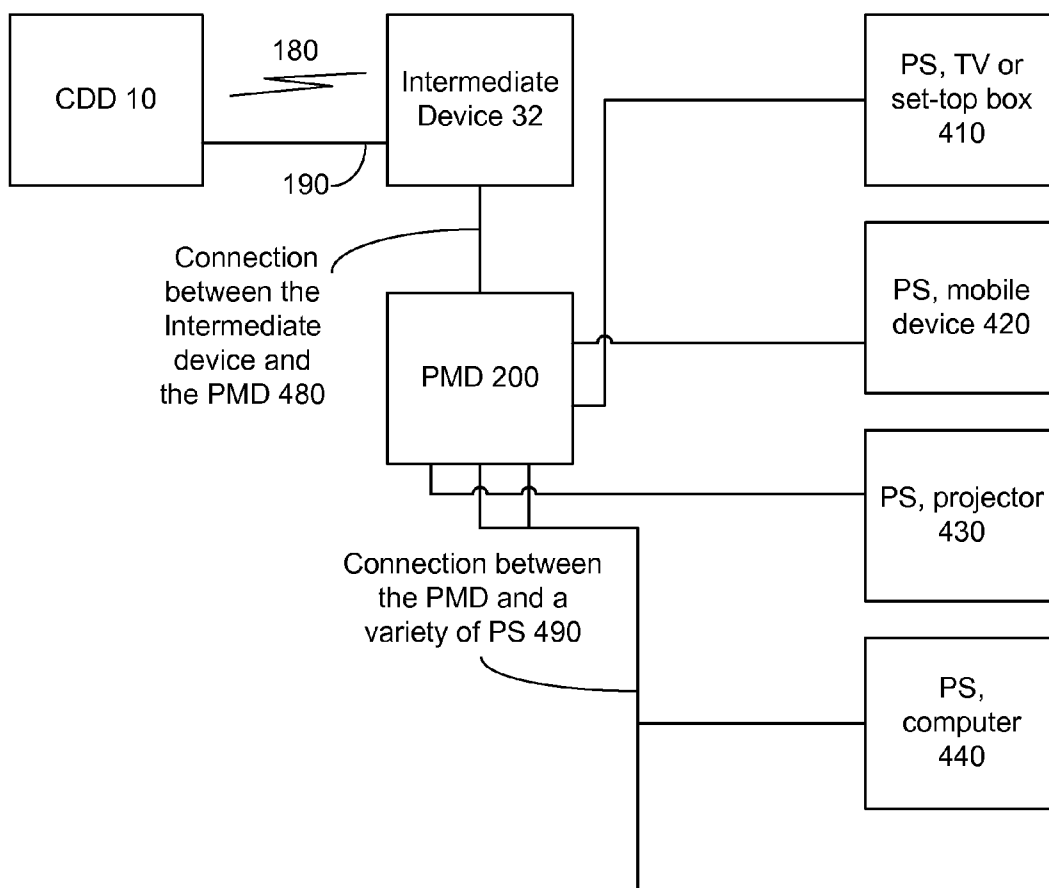 CDD 10
180
190
Intermediate
Device 32
PS, TV or
set-top box
410
Connection
between the
Intermediate
device and
the PMD 480
PMD 200
PS, mobile
device 420
PS, projector
430
Connection between
the PMD and a
variety of PS 490
PS,
computer
440